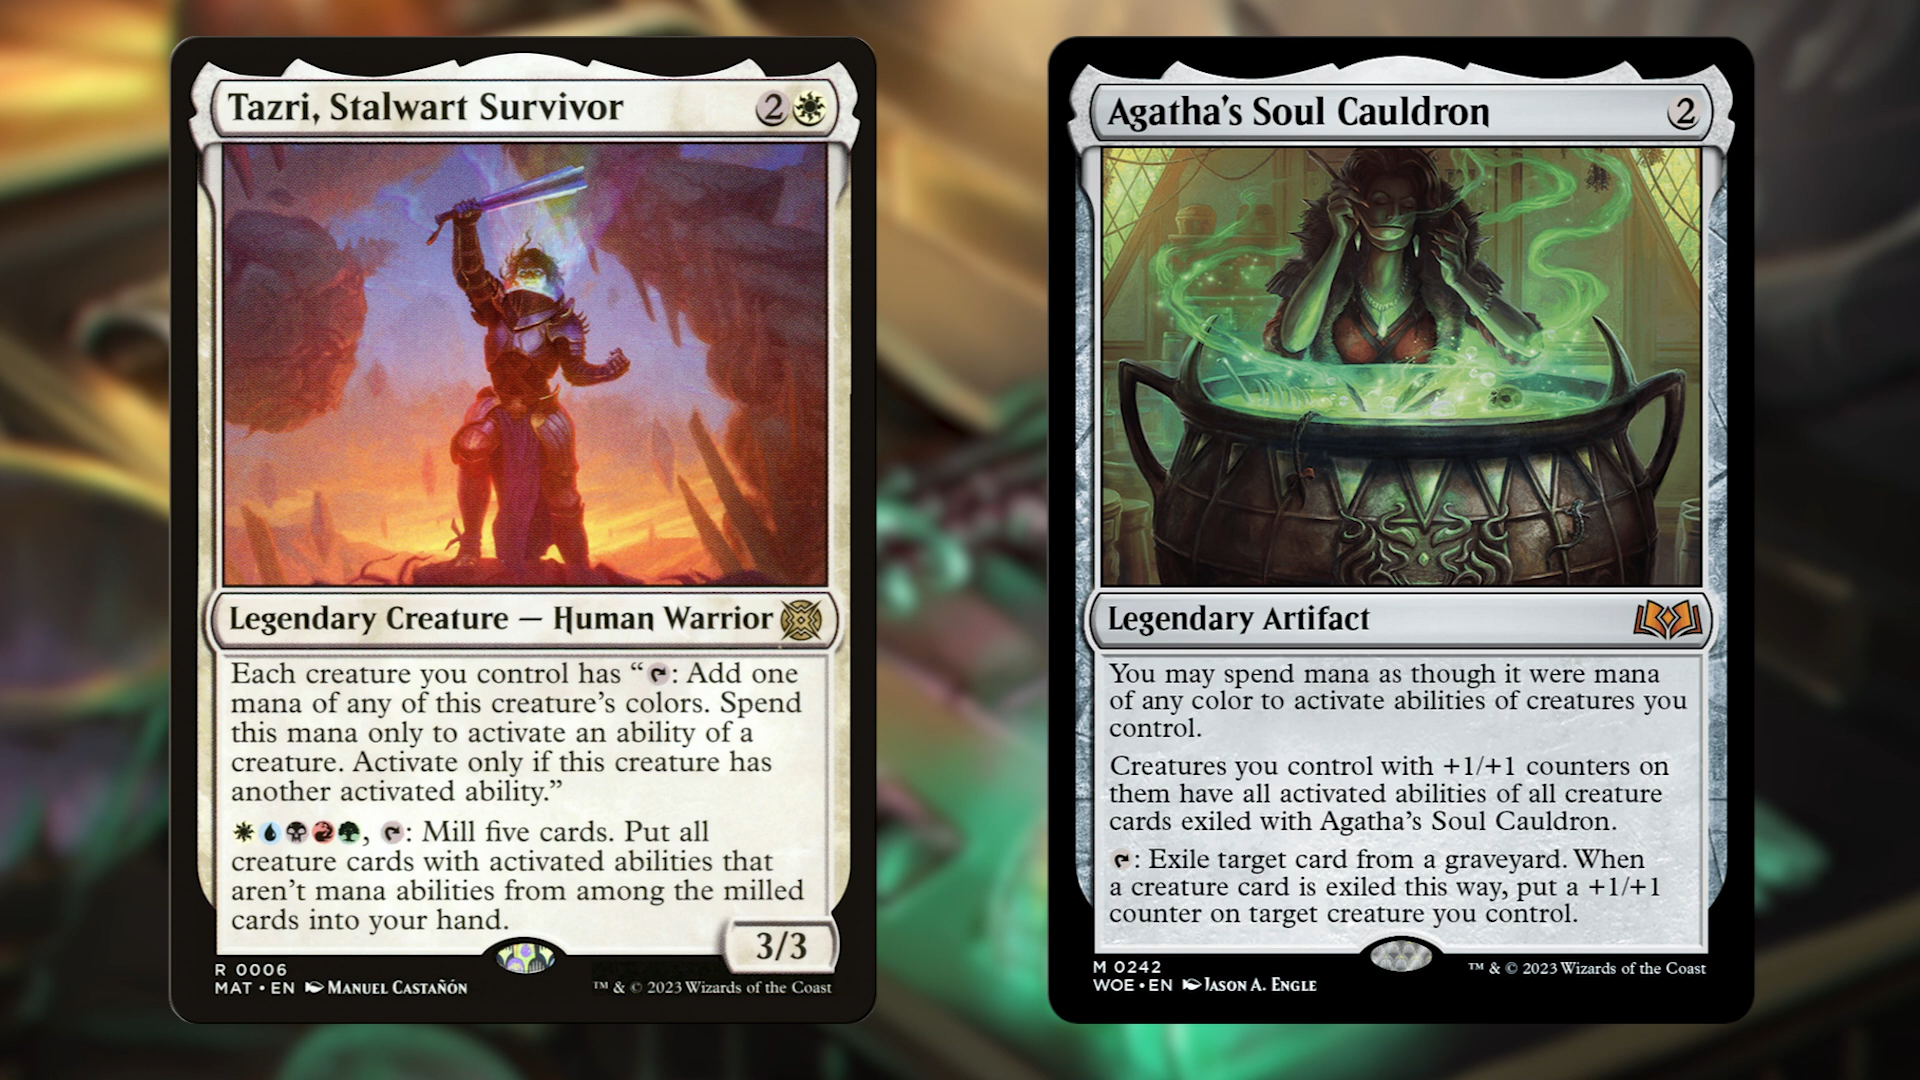 Tazri, Stalwart Survivor 2
Legendary Creature — Human Warrior
Each creature you control has “: Add one
mana of any of this creature’s colors. Spend
this mana only to activate an ability of a
creature. Activate only if this creature has
another activated ability.”
, : Mill five cards. Put all
creature cards with activated abilities that
aren’t mana abilities from among the milled
cards into your hand.
3/3
R 0006
MAT • EN MANUEL CASTAÑÓN
™ & © 2023 Wizards of the Coast
Agatha’s Soul Cauldron 2
Legendary Artifact
You may spend mana as though it were mana
of any color to activate abilities of creatures you
control.
Creatures you control with +1/+1 counters on
them have all activated abilities of all creature
cards exiled with Agatha’s Soul Cauldron.
: Exile target card from a graveyard. When
a creature card is exiled this way, put a +1/+1
counter on target creature you control.
M 0242
WOE • EN JASON A. ENGLE
™ & © 2023 Wizards of the Coast